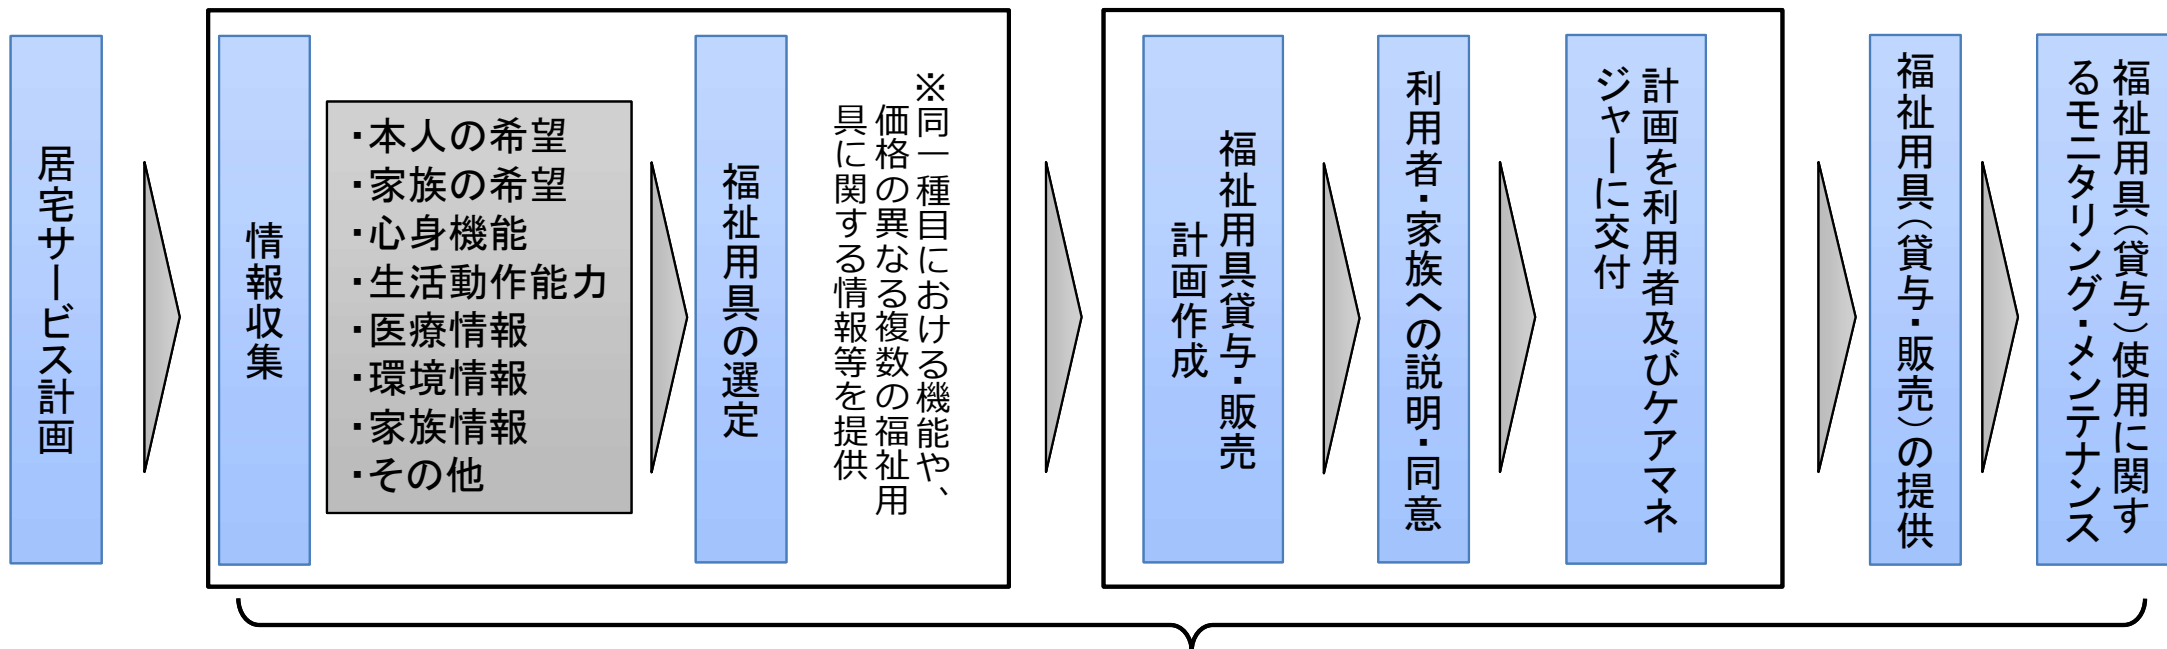 居宅サービス計画
情報収集
・本人の希望
・家族の希望
・心身機能
・生活動作能力
・医療情報
・環境情報
・家族情報
・その他
福祉用具の選定
※同一種目における機能や、
価格の異なる複数の福祉用
具に関する情報等を提供
福祉用具貸与・販売
計画作成
利用者・家族への説明・同意
計画を利用者及びケアマネ
ジャーに交付
福祉用具（貸与・販売）の提供
福祉用具（貸与）使用に関す
るモニタリング・メンテナンス